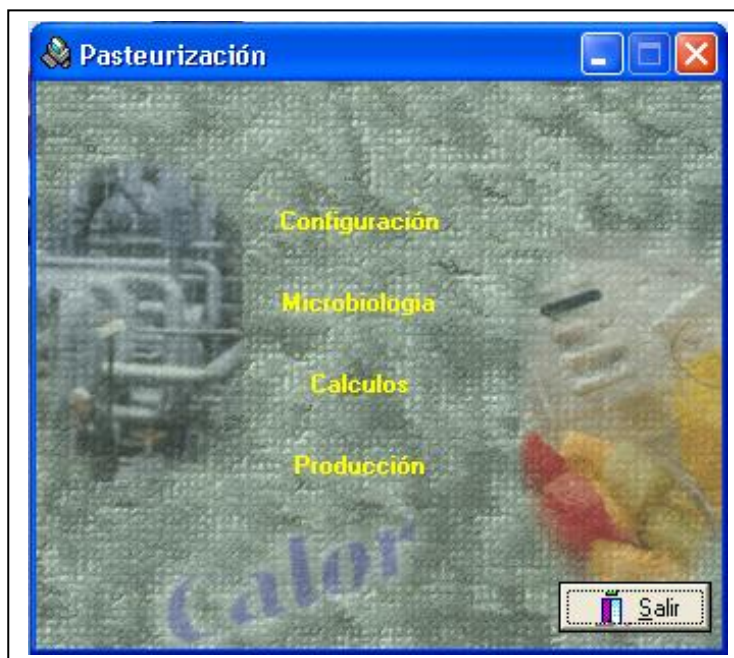 Pasteurización
Configuración
Microbiologia
Calculos
Producción
Calor
Salir